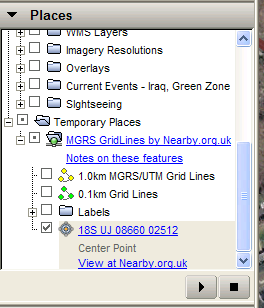 Places
WMS Layers
Imagery Resolutions
Overlays
Current Events - Iraq, Green Zone
SIghtseeing
Temporary Places
MGRS GridLines by Nearby.org.uk
Notes on these features
1.0km MGRS/UTM Grid Lines
0.1km Grid Lines
Labels
18S UJ 08660 02512
Center Point
View at Nearby.org.uk